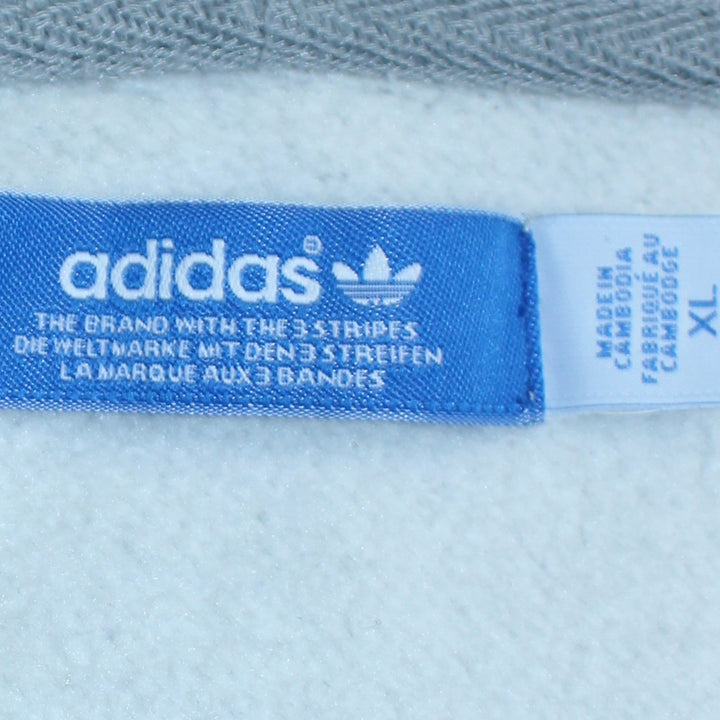 adidas®
THE BRAND WITH THE 3 STRIPES
DIE WELTMARKE MIT DEN 3 STREIFEN
LA MARQUE AUX 3 BANDES
MADE IN
CAMBODIA
FABRIQUÉ AU
CAMBODGE
XL